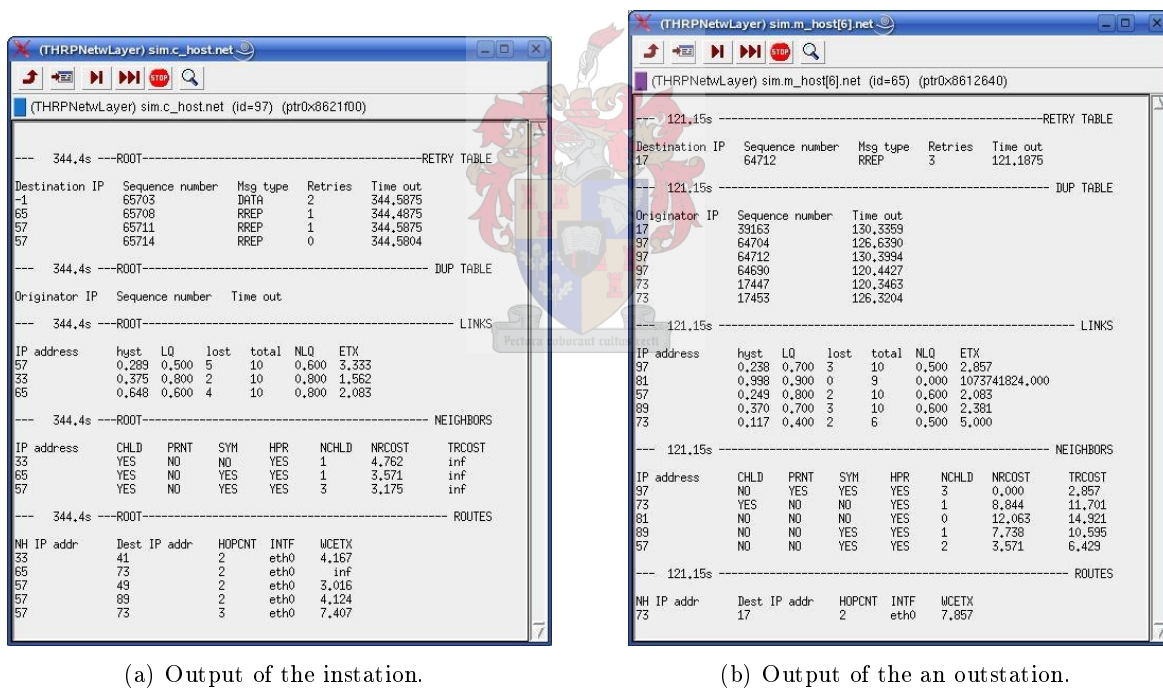 (THRPNetwLayer) sim.c_host.net
(THRPNetwLayer) sim.c_host.net (id=97) (ptr0x8621f00)
--- 344.4s ---ROOT--------------------RETRY TABLE
Destination IP Sequence number Msg type Retries Time out
-1 65703 DATA 2 344.5875
65 65708 RREP 1 344.4875
57 65711 RREP 1 344.5875
57 65714 RREP 0 344.5804
--- 344.4s ---ROOT-------------------- DUP TABLE
Originator IP Sequence number Time out
--- 344.4s ---ROOT-------------------- LINKS
IP address hyst LQ lost total NLQ ETX
57 0.289 0.500 5 10 0.600 3.333
33 0.375 0.800 2 10 0.800 1.562
65 0.648 0.600 4 10 0.800 2.083
--- 344.4s ---ROOT-------------------- NEIGHBORS
IP address CHLD PRNT SYM HPR NCHLD NRCOST TRCOST
33 YES NO NO YES 1 4.762 inf
65 YES NO YES YES 1 3.571 inf
57 YES NO YES YES 3 3.175 inf
--- 344.4s ---ROOT-------------------- ROUTES
NH IP addr Dest IP addr HOPCNT INTF WCETX
33 41 2 eth0 4.167
65 73 2 eth0 inf
57 49 2 eth0 3.016
57 89 2 eth0 4.124
57 73 3 eth0 7.407
(a) Output of the instation.
(THRPNetwLayer) sim.m_host[6].net
STOP
(THRPNetwLayer) sim.m_host[6].net (id=65) (ptr0x8612640)
--- 121.15s --------------------RETRY TABLE
Destination IP Sequence number Msg type Retries Time out
17 64712 RREP 3 121.1875
--- 121.15s -------------------- DUP TABLE
Originator IP Sequence number Time out
17 39163 130.3359
97 64704 126.6390
97 64712 130.3994
97 64690 120.4427
73 17447 120.3463
73 17453 126.3204
--- 121.15s -------------------- LINKS
IP address hyst LQ lost total NLQ ETX
97 0.238 0.700 3 10 0.500 2.857
81 0.998 0.900 0 9 0.000 1073741824.000
57 0.249 0.800 2 10 0.600 2.083
89 0.370 0.700 3 10 0.600 2.381
73 0.117 0.400 2 6 0.500 5.000
--- 121.15s -------------------- NEIGHBORS
IP address CHLD PRNT SYM HPR NCHLD NRCOST TRCOST
97 NO YES YES YES 3 0.000 2.857
73 YES NO NO YES 1 8.844 11.701
81 NO NO NO YES 0 12.063 14.921
89 NO NO YES YES 1 7.738 10.595
57 NO NO YES YES 2 3.571 6.429
--- 121.15s -------------------- ROUTES
NH IP addr Dest IP addr HOPCNT INTF WCETX
73 17 2 eth0 7.857
(b) Output of the an outstation.
STOP
Pectora roborant cultus recti